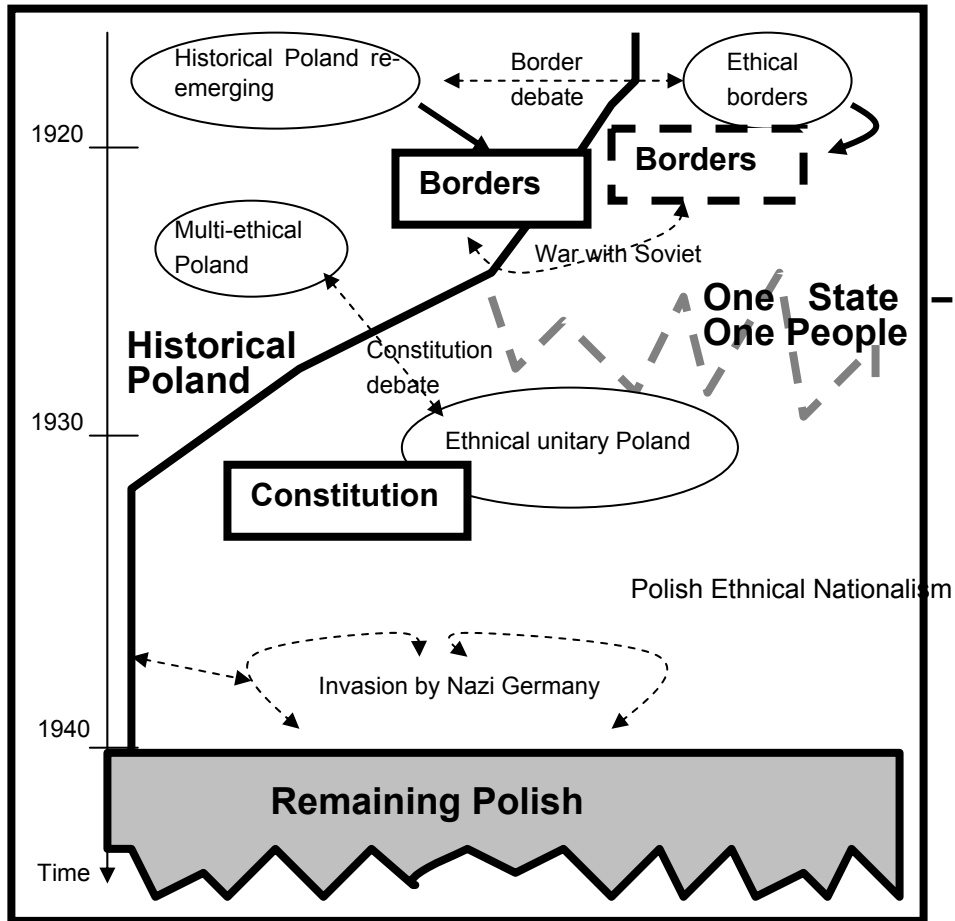 Historical Poland re-
emerging
Border
debate
Ethical
borders
1920
Borders
Borders
Multi-ethical
Poland
War with Soviet
One State –
One People
Historical
Poland
Constitution
debate
1930
Ethnical unitary Poland
Constitution
Polish Ethnical Nationalism
Invasion by Nazi Germany
1940
Remaining Polish
Time